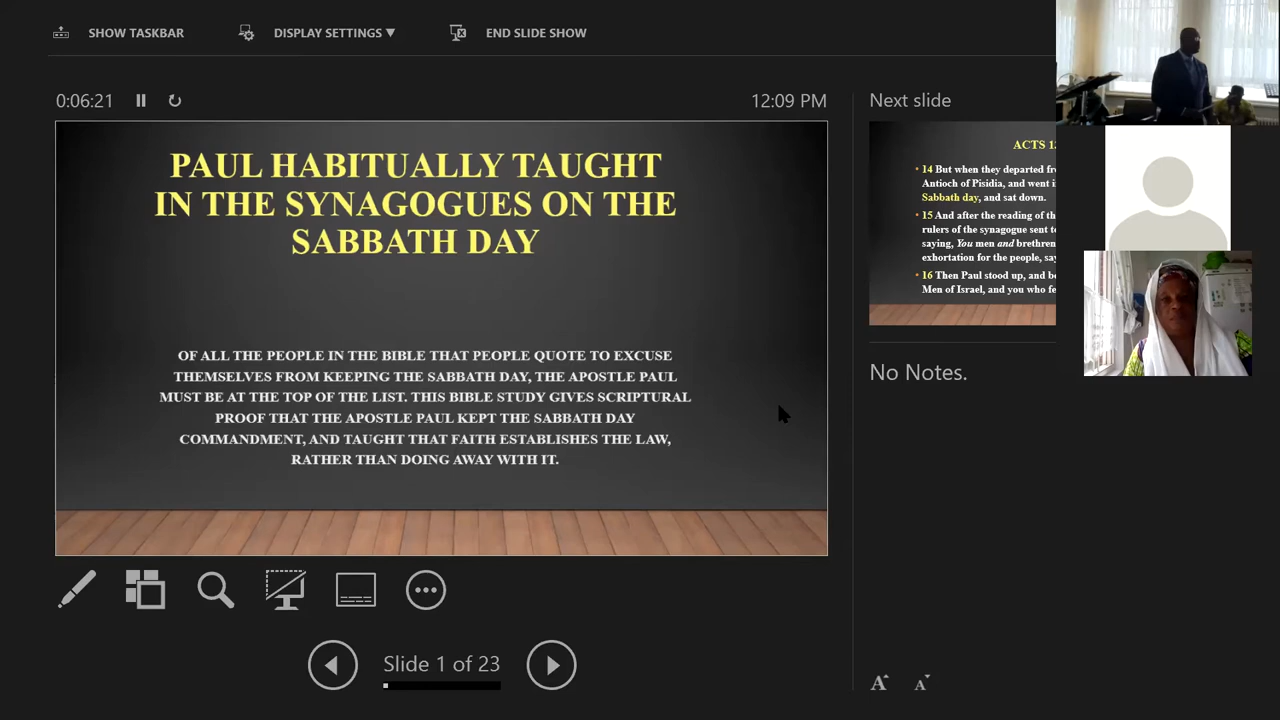 SHOW TASKBAR
DISPLAY SETTINGS ▼
END SLIDE SHOW
0:06:21
12:09 PM
PAUL HABITUALLY TAUGHT
IN THE SYNAGOGUES ON THE
SABBATH DAY
OF ALL THE PEOPLE IN THE BIBLE THAT PEOPLE QUOTE TO EXCUSE
THEMSELVES FROM KEEPING THE SABBATH DAY, THE APOSTLE PAUL
MUST BE AT THE TOP OF THE LIST. THIS BIBLE STUDY GIVES SCRIPTURAL
PROOF THAT THE APOSTLE PAUL KEPT THE SABBATH DAY
COMMANDMENT, AND TAUGHT THAT FAITH ESTABLISHES THE LAW,
RATHER THAN DOING AWAY WITH IT.
Slide 1 of 23
Next slide
ACTS
• 14 But when they departed
Antioch of Pisidia, and went
Sabbath day, and sat down.
• 15 And after the reading of the
rulers of the synagogue sent
saying, You men and brethren
exhortation for the people,
• 16 Then Paul stood up, and
Men of Israel, and you who
No Notes.
A A